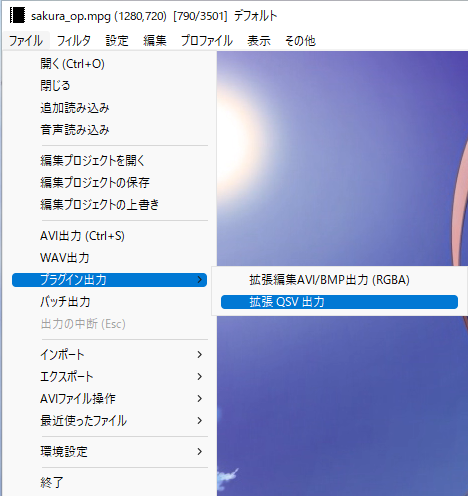 sakura_op.mpg (1280,720) [790/3501] デフォルト
ファイル フィルタ 設定 編集 プロファイル 表示 その他
開く(Ctrl+O)
閉じる
追加読み込み
音声読み込み
編集プロジェクトを開く
編集プロジェクトの保存
編集プロジェクトの上書き
AVI出力 (Ctrl+S)
WAV出力
プラグイン出力
拡張編集AVI/BMP出力 (RGBA)
拡張 QSV 出力
バッチ出力
出力の中断 (Esc)
インポート
エクスポート
AVIファイル操作
最近使ったファイル
環境設定
終了